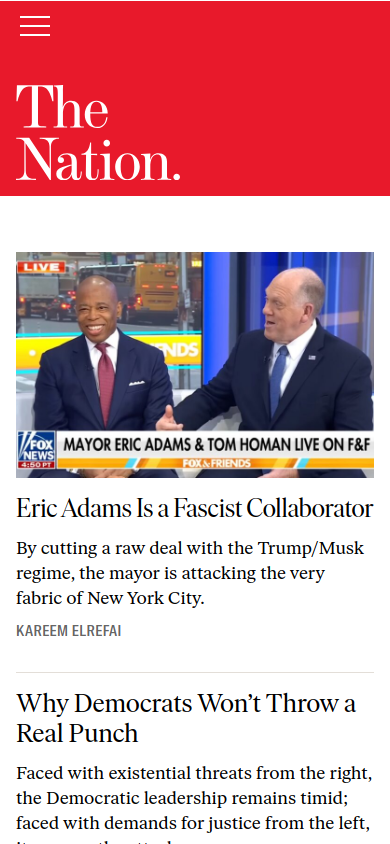 The
Nation.
LIVE
NDS
FOX
NEWS
4:50 PT
MAYOR ERIC ADAMS & TOM HOMAN LIVE ON F&F
FOX & FRIENDS
Eric Adams Is a Fascist Collaborator
By cutting a raw deal with the Trump/Musk
regime, the mayor is attacking the very
fabric of New York City.
KAREEM ELREFAI
Why Democrats Won’t Throw a
Real Punch
Faced with existential threats from the right,
the Democratic leadership remains timid;
faced with demands for justice from the left,